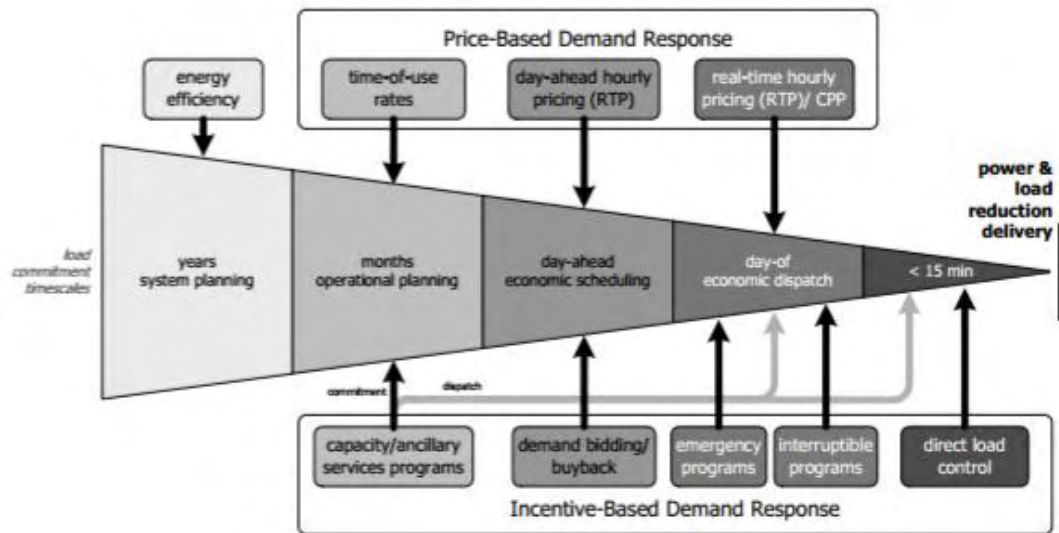 Price-Based Demand Response
energy
efficiency
time-of-use
rates
day-ahead hourly
pricing (RTP)
real-time hourly
pricing (RTP)/ CPP
power &
load
reduction
delivery
load
commitment
timescales
years
system planning
months
operational planning
day-ahead
economic scheduling
day-of
economic dispatch
< 15 min
commitment
dispatch
capacity/ancillary
services programs
demand bidding/
buyback
emergency
programs
interruptible
programs
direct load
control
Incentive-Based Demand Response